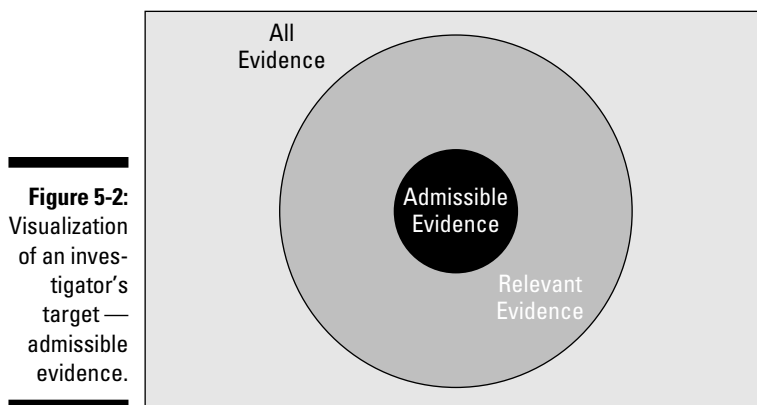 All
Evidence
Admissible
Evidence
Relevant
Evidence
Figure 5-2:
Visualization
of an inves-
tigator's
target —
admissible
evidence.